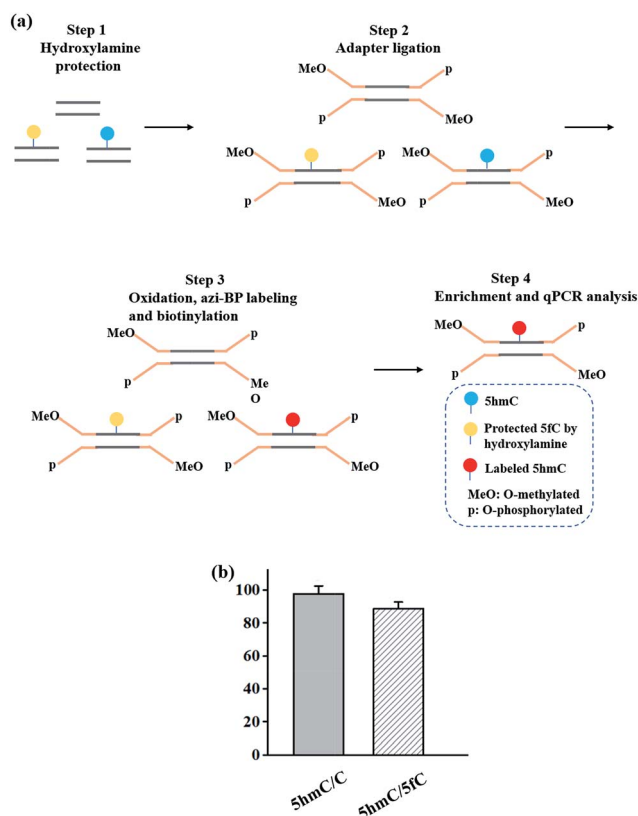 (a)
Step 1
Hydroxylamine
protection
Step 2
Adapter ligation
MeO
p
p
MeO
MeO
p
MeO
p
p
MeO
p
MeO
Step 3
Oxidation, azi-BP labeling
and biotinylation
MeO
p
p
Me
O
MeO
p
MeO
p
p
MeO
p
MeO
Step 4
Enrichment and qPCR analysis
MeO
p
p
MeO
5hmC
Protected 5fC by
hydroxylamine
Labeled 5hmC
MeO: O-methylated
p: O-phosphorylated
(b)
100
80
60
40
20
0
5hmC/C
5hmC/5fC